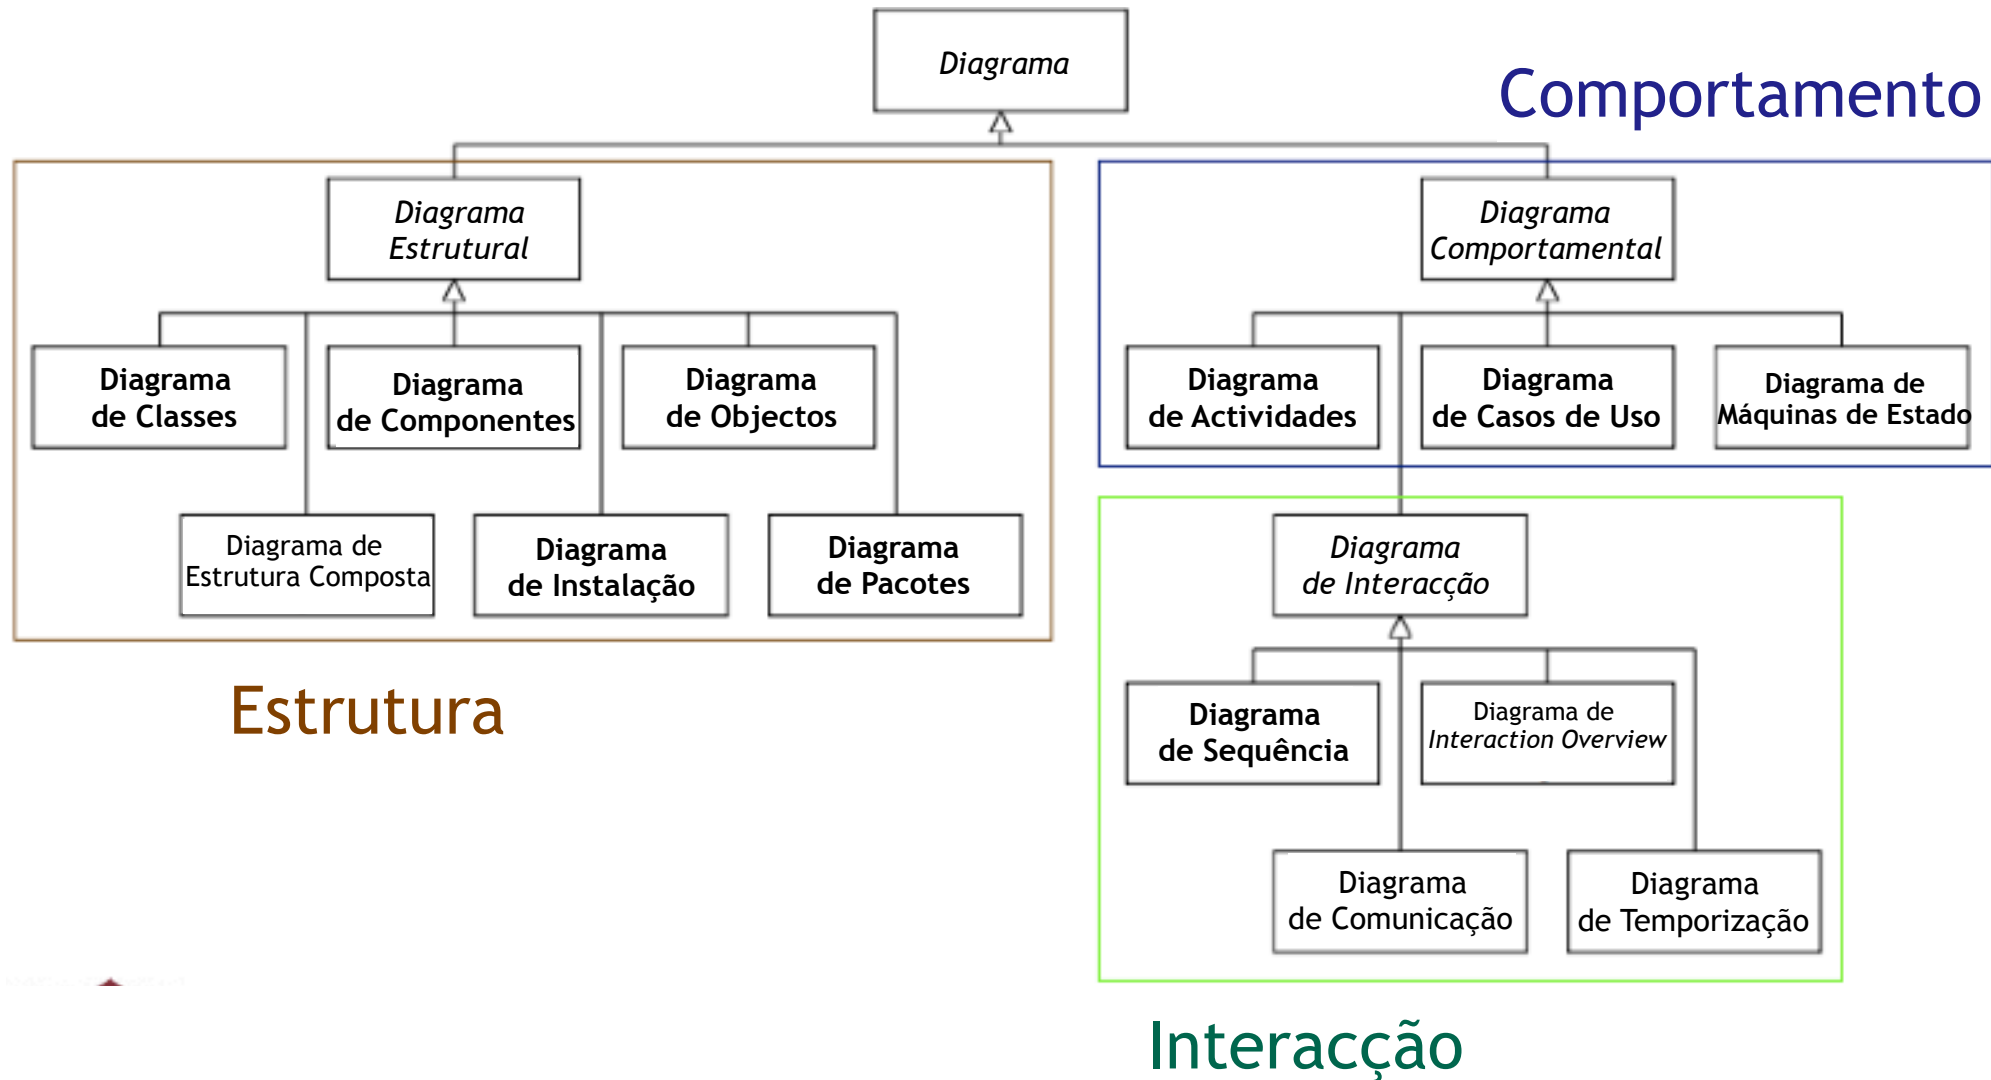 Diagrama
Comportamento
Diagrama
Estrutural
Diagrama
Comportamental
Diagrama
de Classes
Diagrama
de Componentes
Diagrama
de Objectos
Diagrama
de Actividades
Diagrama
de Casos de Uso
Diagrama de
Máquinas de Estado
Diagrama de
Estrutura Composta
Diagrama
de Instalação
Diagrama
de Pacotes
Diagrama
de Interacção
Estrutura
Diagrama
de Sequência
Diagrama de
Interaction Overview
Diagrama
de Comunicação
Diagrama
de Temporização
Interacção